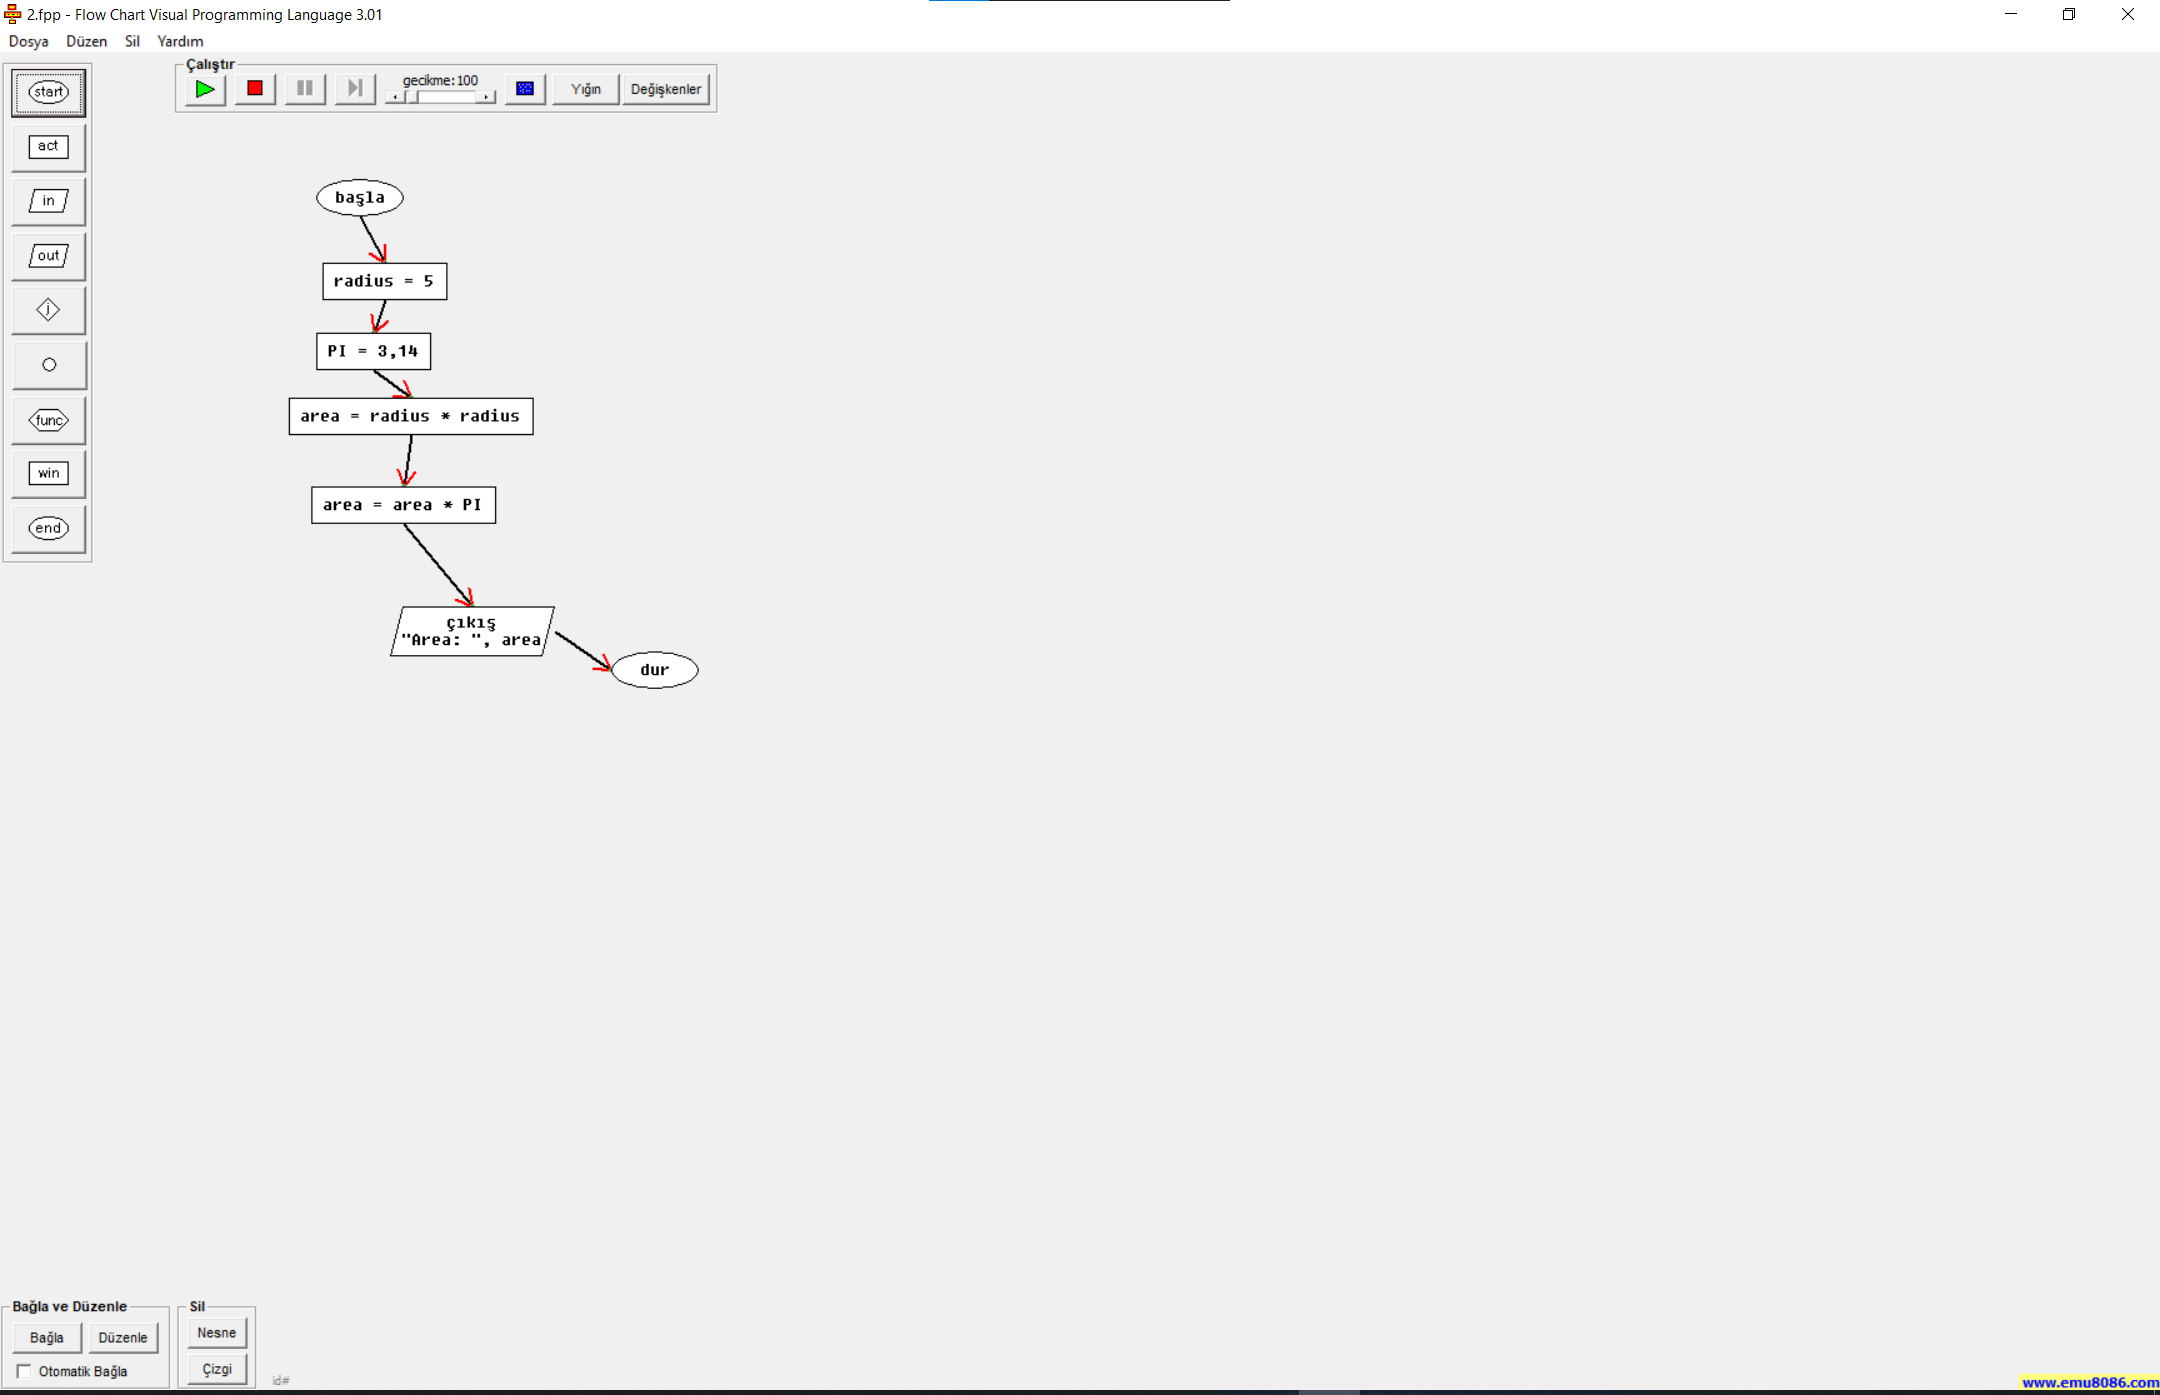 2.fpp - Flow Chart Visual Programming Language 3.01
Dosya Düzen Sil Yardım
Çalıştır
gecikme:100
Yığın
Değişkenler
start
act
in
out
j
func
win
end
başla
radius = 5
PI = 3,14
area = radius * radius
area = area * PI
çıkış
"Area: ", area
dur
Bağla ve Düzenle
Bağla
Düzenle
Otomatik Bağla
Sil
Nesne
Çizgi
id#
www.emu8086.com